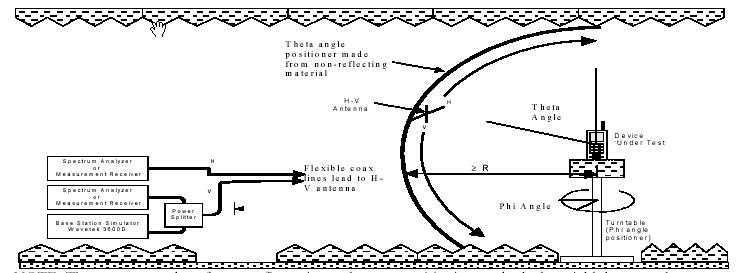 Theta angle
positioner made
from non-reflecting
material
H-V
Antenna
H
V
Theta
Angle
Device
Under Test
Spectrum Analyzer
or
Measurement Receiver
H
Flexible coax
lines lead to H-
V antenna
≥ R
Spectrum Analyzer
or
Measurement Receiver
V
Power
Splitter
Base Station Simulator
Wavetek 3600D
Phi Angle
Turntable
(Phi angle
positioner)